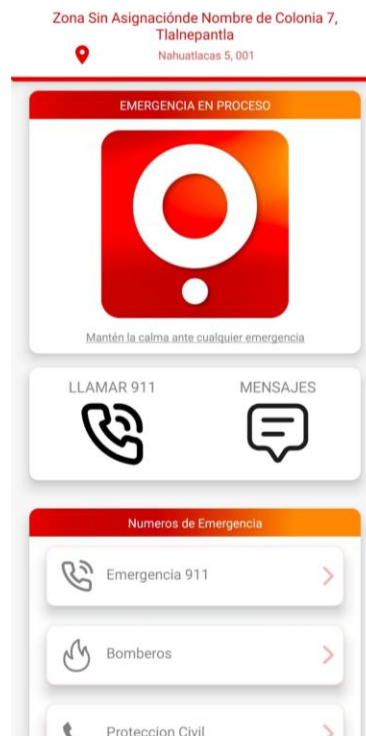 Zona Sin Asignaciónde Nombre de Colonia 7,
Tlalnepantla
Nahuatlacas 5, 001
EMERGENCIA EN PROCESO
Mantén la calma ante cualquier emergencia
LLAMAR 911
MENSAJES
Numeros de Emergencia
Emergencia 911
Bomberos
Proteccion Civil